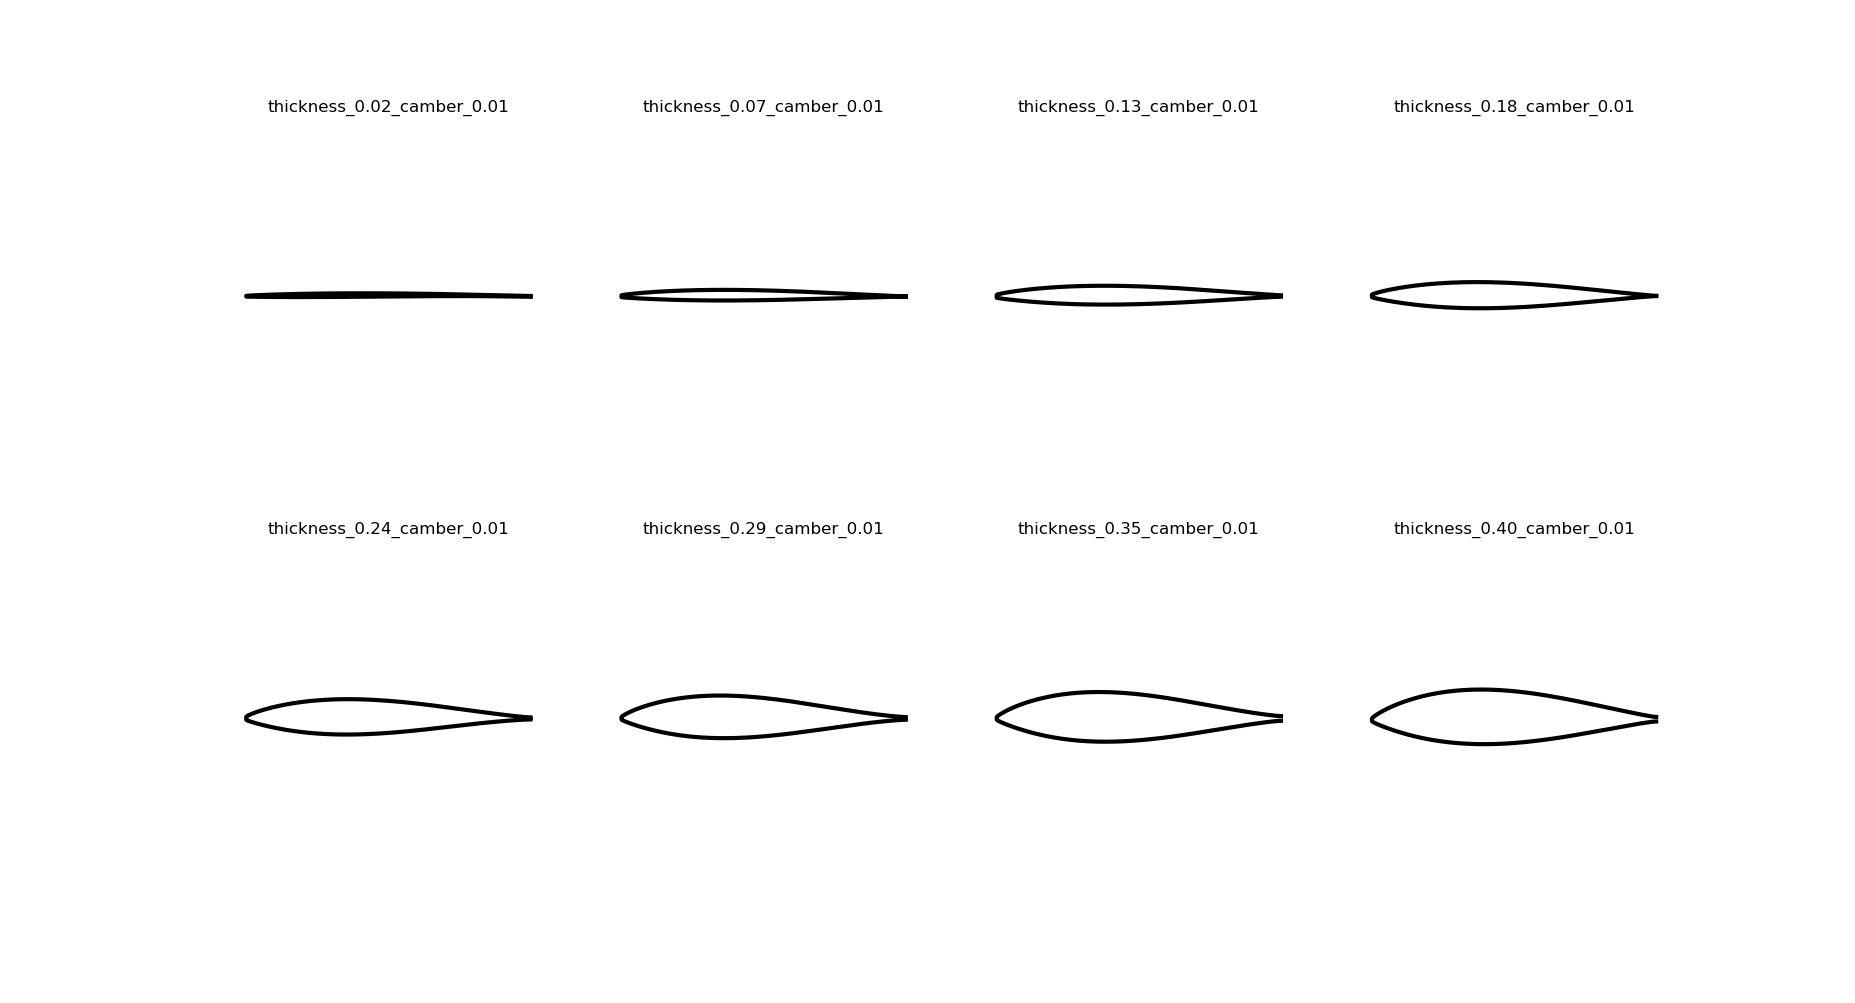 thickness_0.02_camber_0.01
thickness_0.07_camber_0.01
thickness_0.13_camber_0.01
thickness_0.18_camber_0.01
thickness_0.24_camber_0.01
thickness_0.29_camber_0.01
thickness_0.35_camber_0.01
thickness_0.40_camber_0.01